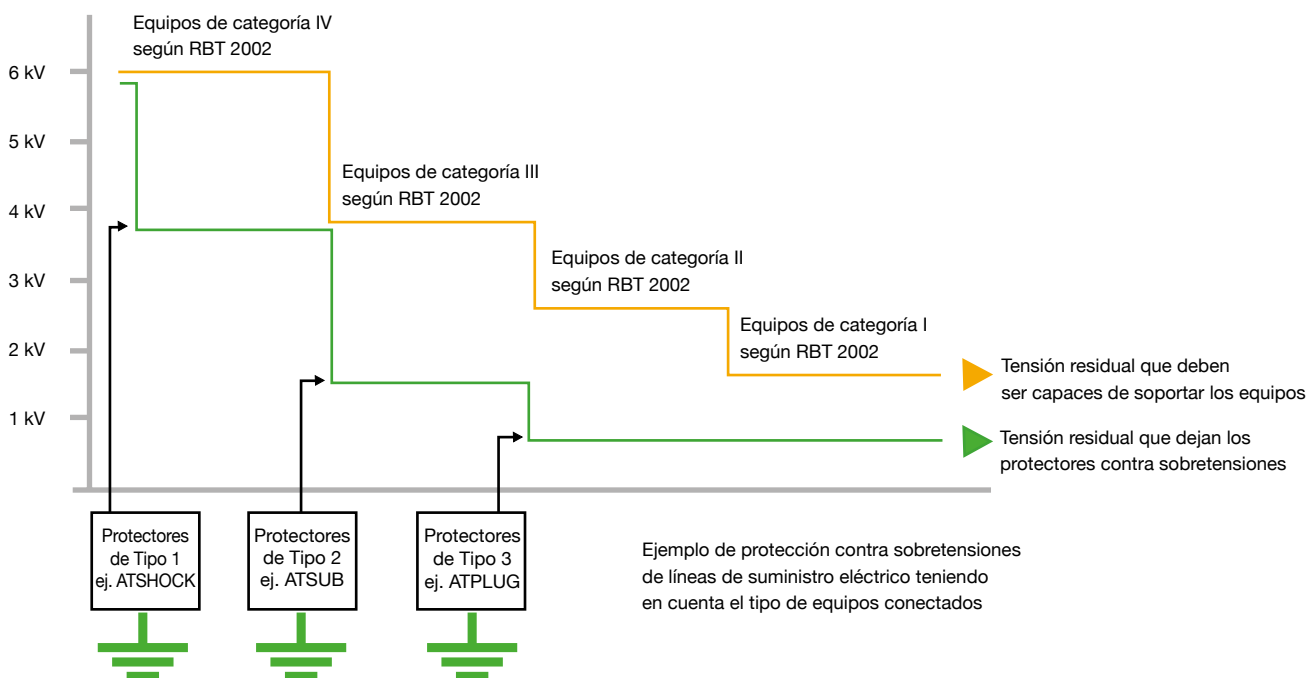 Equipos de categoría IV
según RBT 2002
6 kV
5 kV
4 kV
3 kV
2 kV
1 kV
Equipos de categoría III
según RBT 2002
Equipos de categoría II
según RBT 2002
Equipos de categoría I
según RBT 2002
Tensión residual que deben
ser capaces de soportar los equipos
Tensión residual que dejan los
protectores contra sobretensiones
Protectores
de Tipo 1
ej. ATSHOCK
Protectores
de Tipo 2
ej. ATSUB
Protectores
de Tipo 3
ej. ATPLUG
Ejemplo de protección contra sobretensiones
de líneas de suministro eléctrico teniendo
en cuenta el tipo de equipos conectados